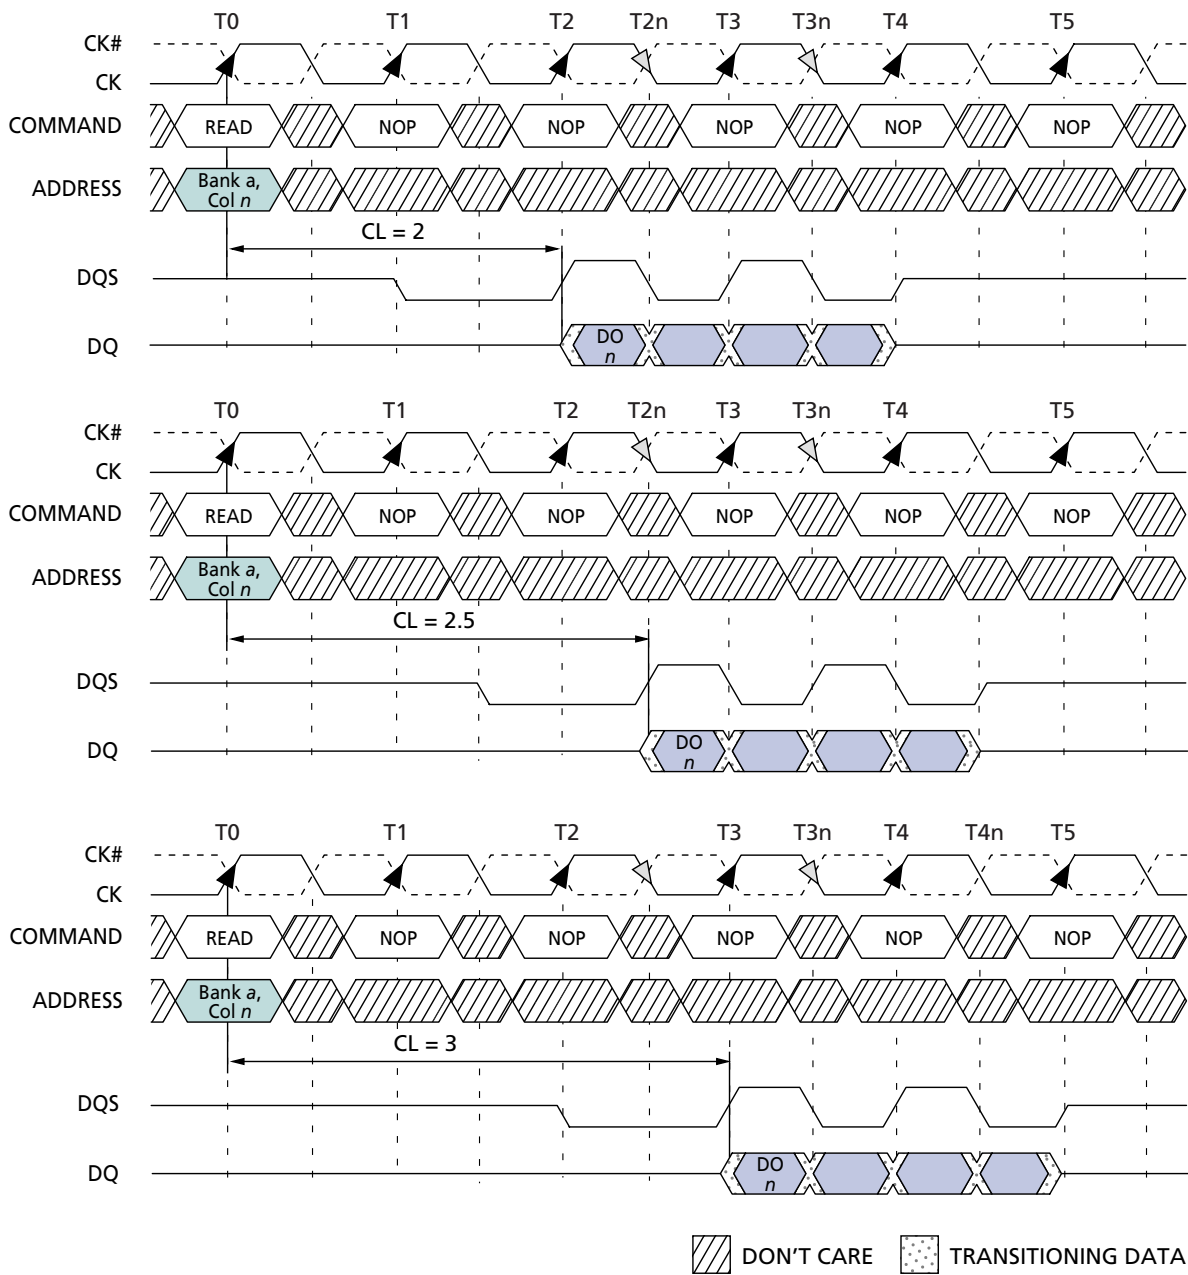 T0 T1 T2 T2n T3 T3n T4 T5
CK#
CK
COMMAND READ NOP NOP NOP NOP NOP
ADDRESS Bank a,
Col n
CL = 2
DQS
DQ DO
n
T0 T1 T2 T2n T3 T3n T4 T5
CK#
CK
COMMAND READ NOP NOP NOP NOP NOP
ADDRESS Bank a,
Col n
CL = 2.5
DQS
DQ DO
n
T0 T1 T2 T3 T3n T4 T4n T5
CK#
CK
COMMAND READ NOP NOP NOP NOP NOP
ADDRESS Bank a,
Col n
CL = 3
DQS
DQ DO
n
DON'T CARE TRANSITIONING DATA